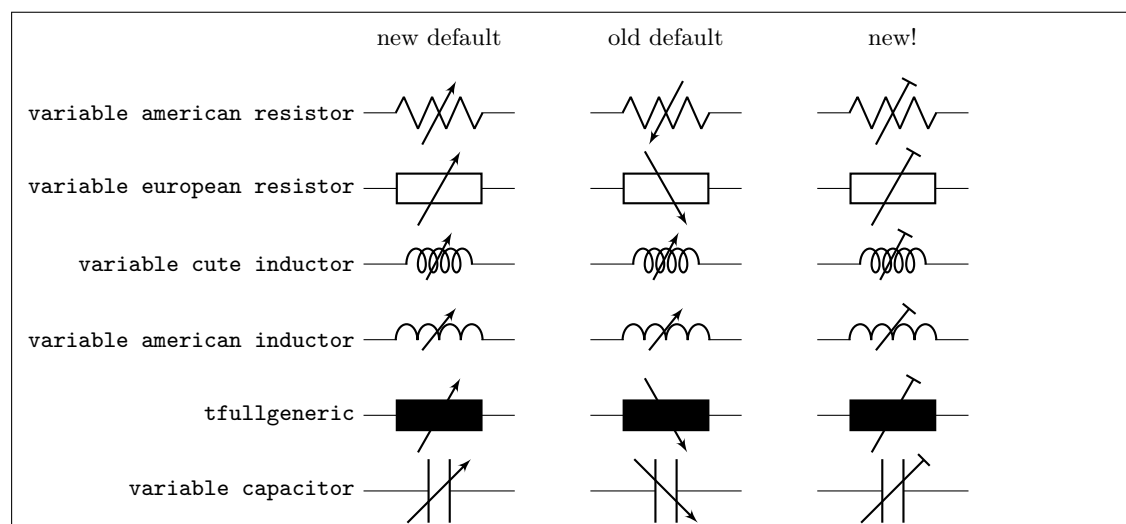 new default old default new!
variable american resistor
variable european resistor
variable cute inductor
variable american inductor
tfullgeneric
variable capacitor